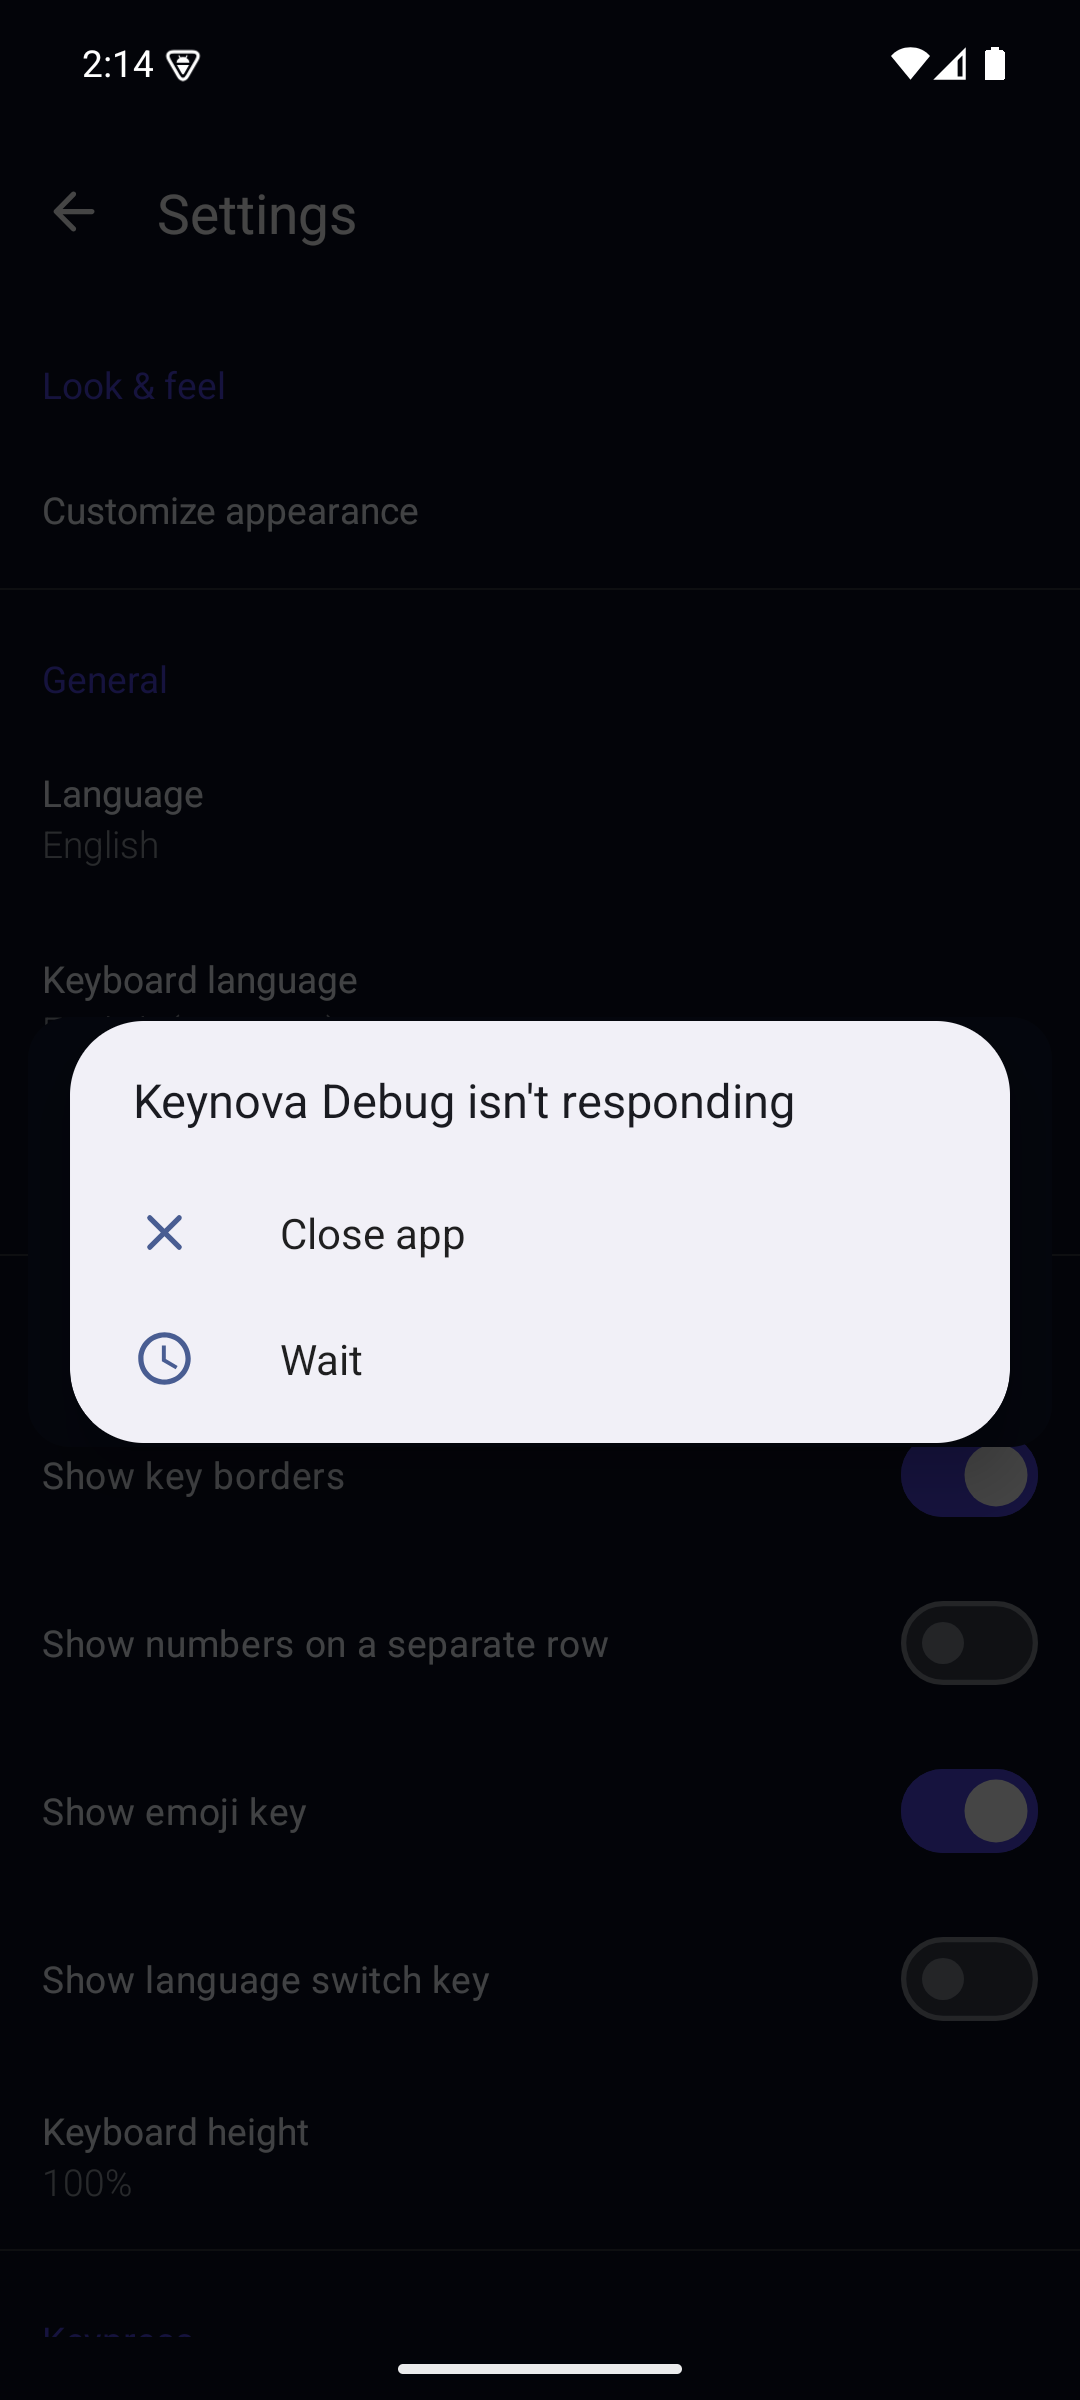 2:14
Settings
Look & feel
Customize appearance
General
Language
English
Keyboard language
Keynova Debug isn't responding
Close app
Wait
Show key borders
Show numbers on a separate row
Show emoji key
Show language switch key
Keyboard height
100%